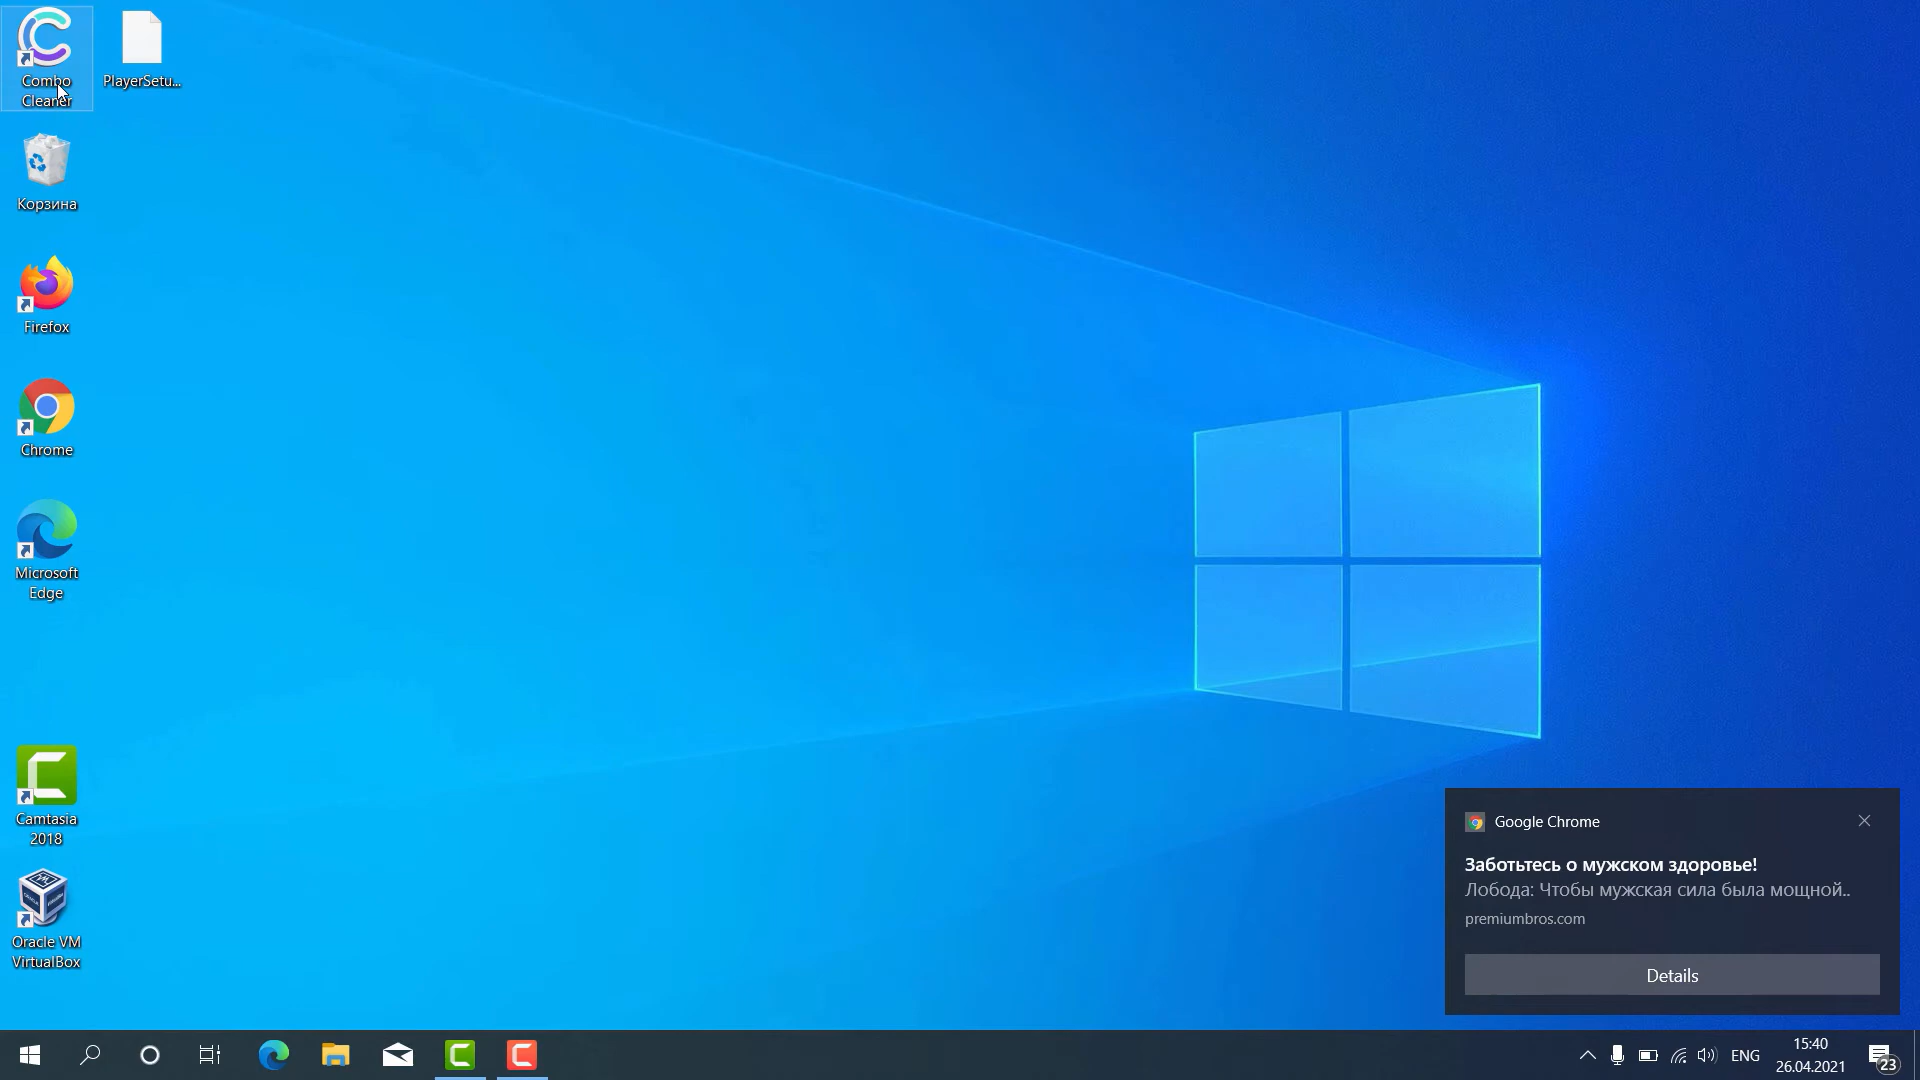 Combo
Cleaner
PlayerSetu...
Корзина
Firefox
Chrome
Microsoft
Edge
Camtasia
2018
Oracle VM
VirtualBox
Google Chrome
Заботьтесь о мужском здоровье!
Лобода: Чтобы мужская сила была мощной..
premiumbros.com
Details
ENG
15:40
26.04.2021
23